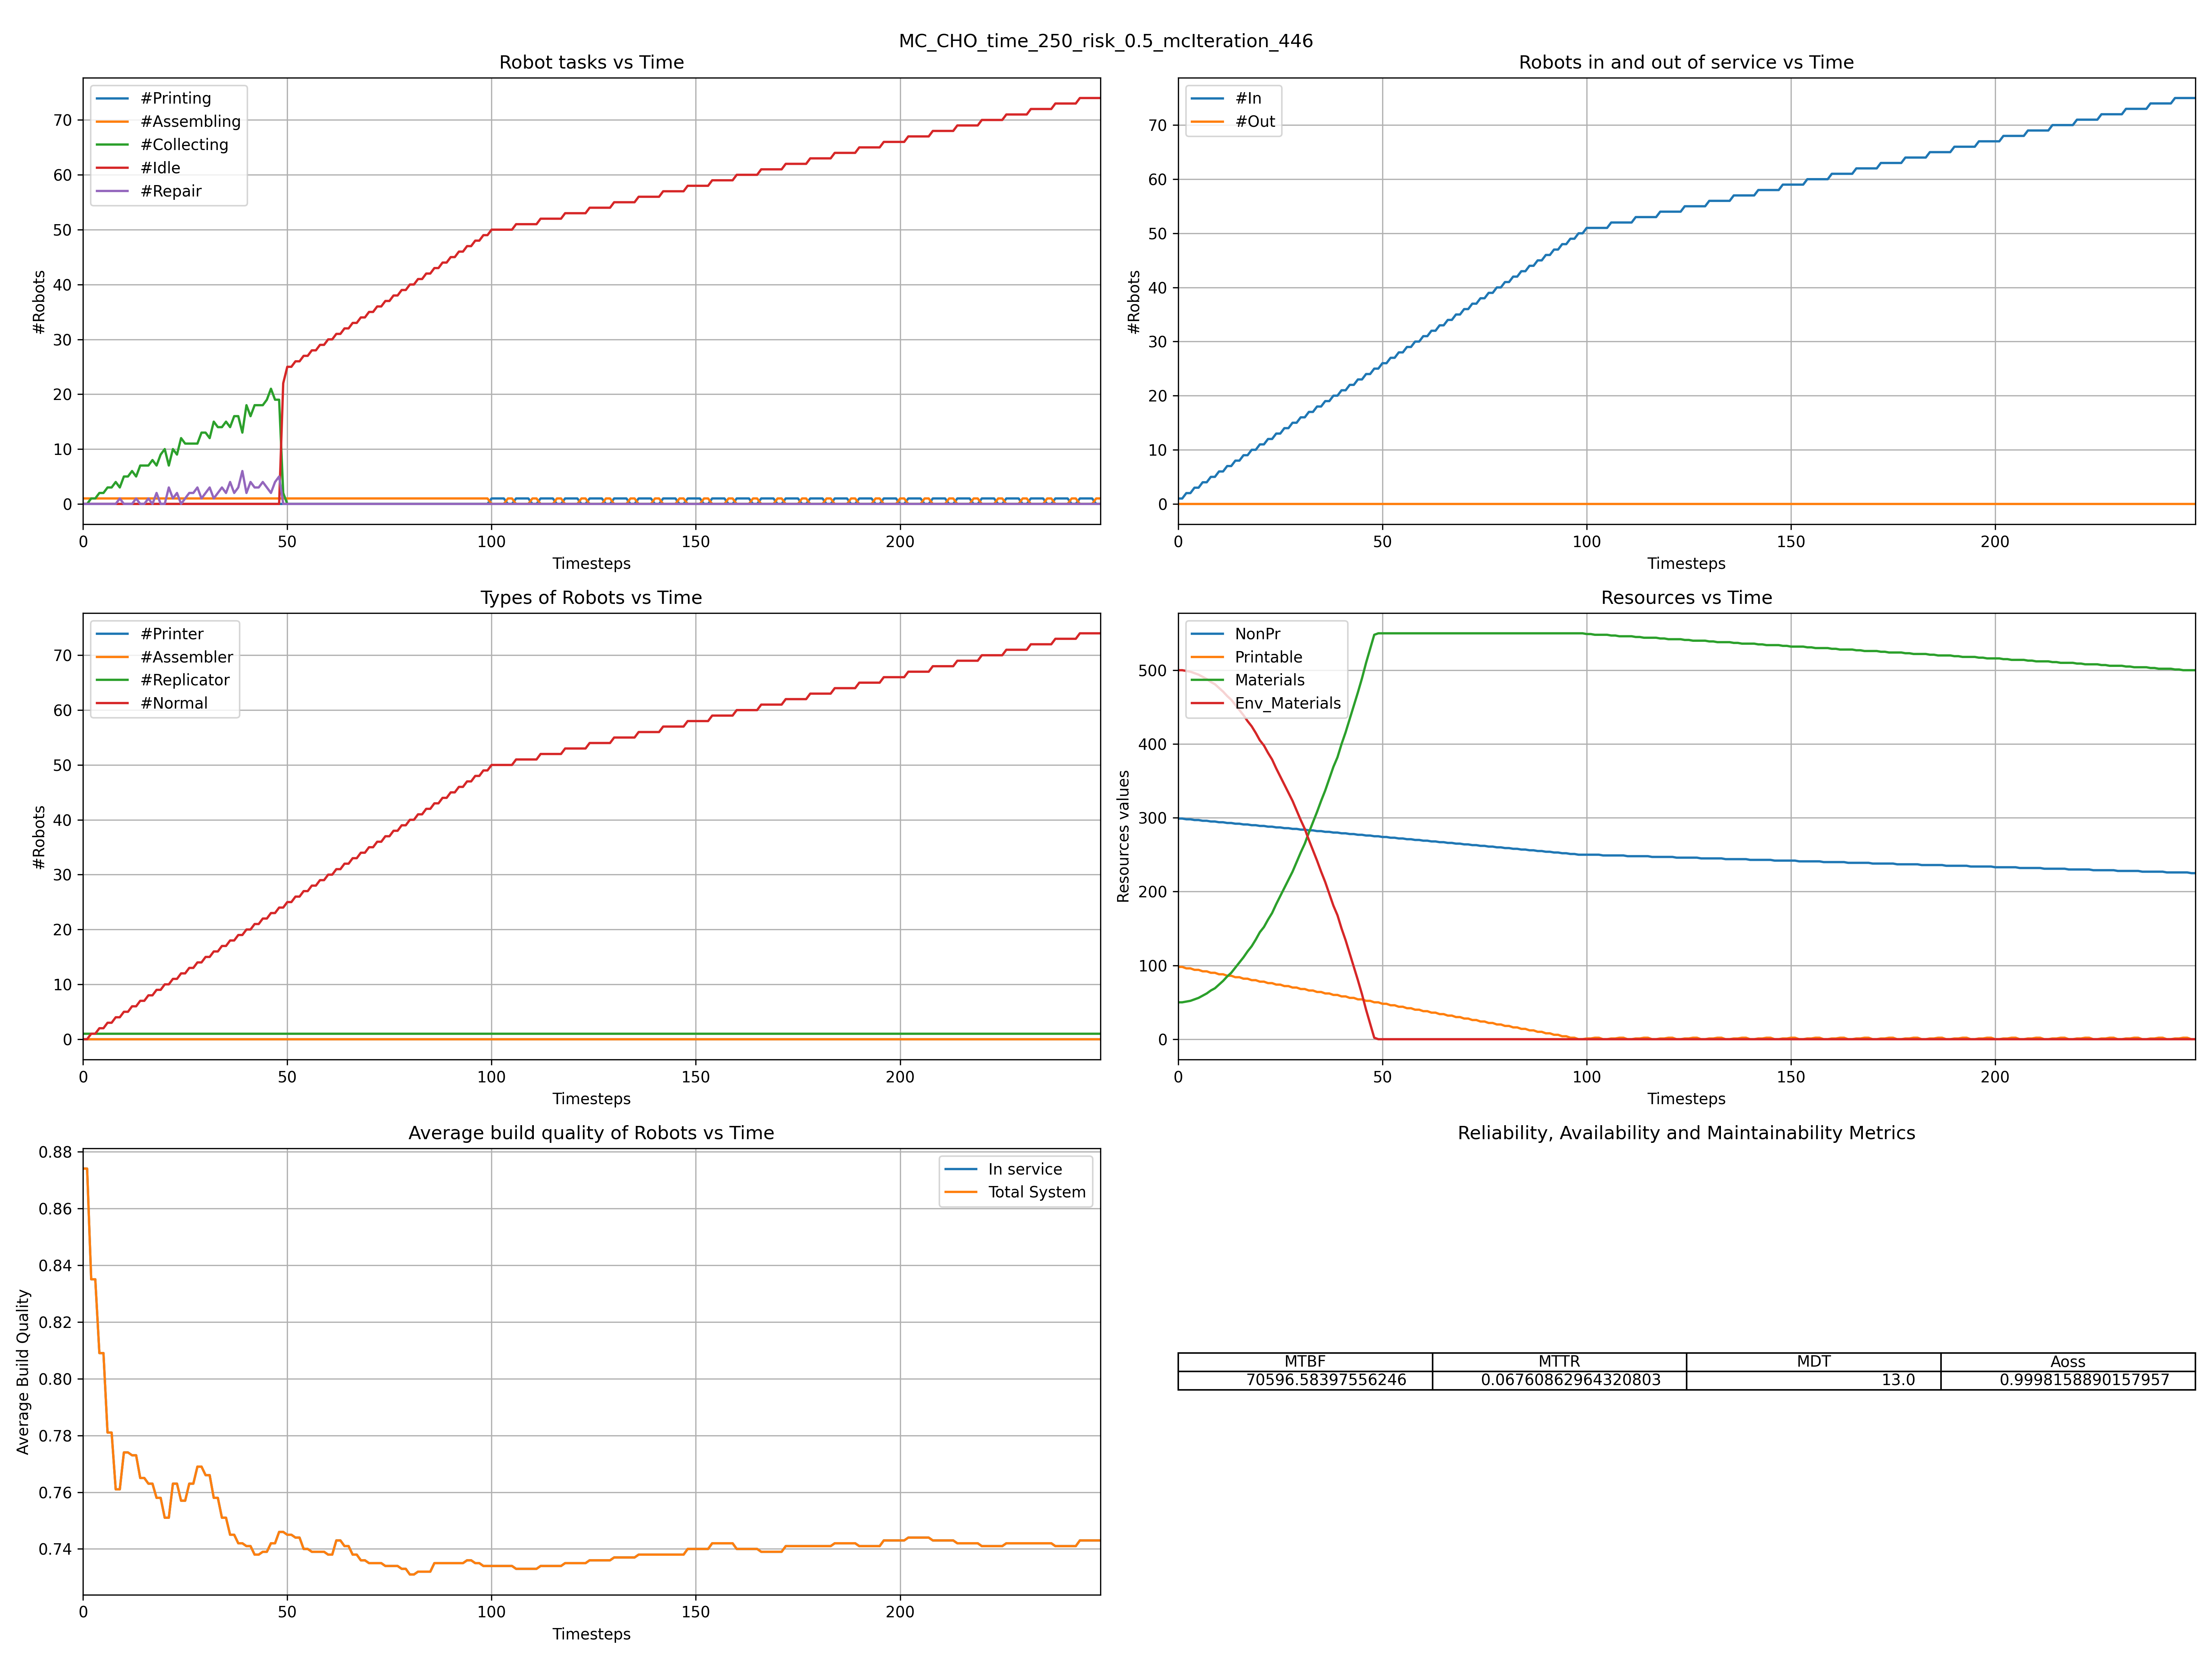 MC_CHO_time_250_risk_0.5_mcIteration_446
Robot tasks vs Time
#Printing
#Assembling
#Collecting
#Idle
#Repair
70
60
50
40
30
20
10
0
#Robots
0 50 100 150 200
Timesteps
Robots in and out of service vs Time
#In
#Out
70
60
50
40
30
20
10
0
#Robots
0 50 100 150 200
Timesteps
Types of Robots vs Time
#Printer
#Assembler
#Replicator
#Normal
70
60
50
40
30
20
10
0
#Robots
0 50 100 150 200
Timesteps
Resources vs Time
NonPr
Printable
Materials
Env_Materials
500
400
300
200
100
0
Resources values
0 50 100 150 200
Timesteps
Average build quality of Robots vs Time
In service
Total System
0.88
0.86
0.84
0.82
0.80
0.78
0.76
0.74
Average Build Quality
0 50 100 150 200
Timesteps
Reliability, Availability and Maintainability Metrics
MTBF MTTR MDT Aoss
70596.58397556246 0.06760862964320803 13.0 0.9998158890157957